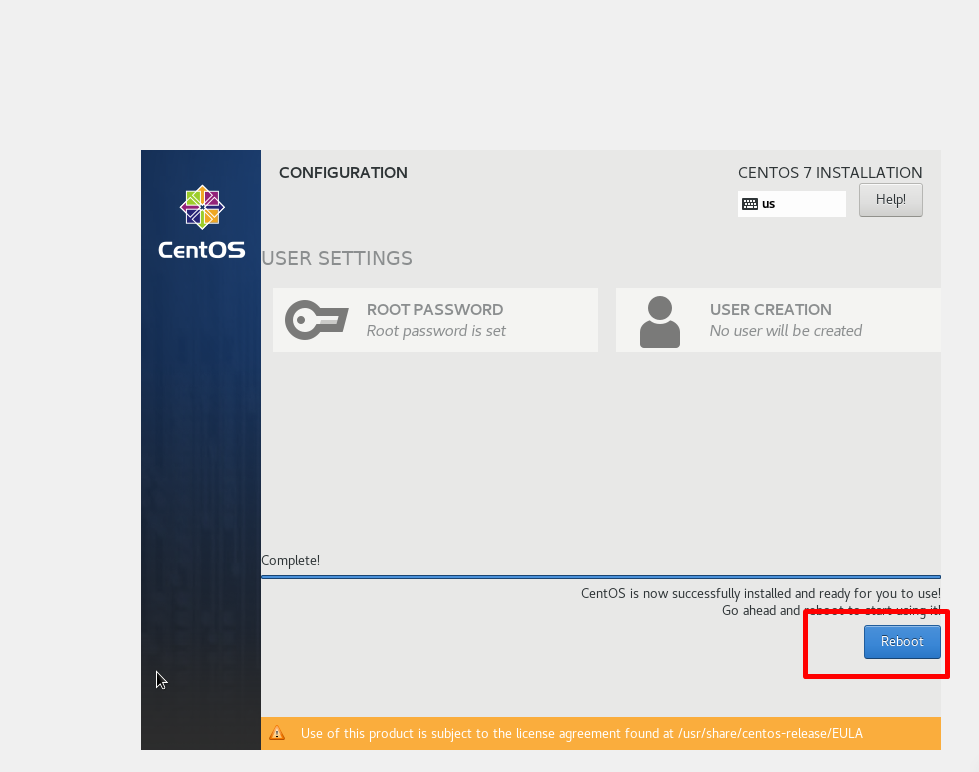 CentOS
CONFIGURATION
CENTOS 7 INSTALLATION
us
Help!
USER SETTINGS
ROOT PASSWORD
Root password is set
USER CREATION
No user will be created
Complete!
CentOS is now successfully installed and ready for you to use!
Go ahead and reboot to start using it!
Reboot
Use of this product is subject to the license agreement found at /usr/share/centos-release/EULA